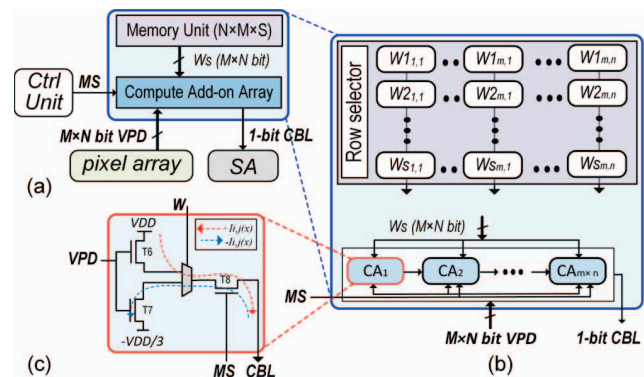 Memory Unit (N×M×S)
Ws (M×N bit)
Ctrl
Unit
MS
Compute Add-on Array
M×N bit VPD
1-bit CBL
pixel array
SA
(a)
Row selector
W1₁,₁
W1m,₁
W1m,n
W2₁,₁
W2m,₁
W2m,n
Ws₁,₁
Wsm,₁
Wsm,n
Ws (M×N bit)
CA₁
CA₂
CAm×n
MS
M×N bit VPD
1-bit CBL
(b)
W
VDD
+Ii,j(x)
-Ii,j(x)
T6
VPD
T8
T7
-VDD/3
MS
CBL
(c)